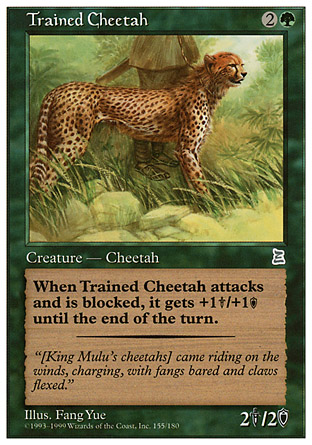 Trained Cheetah 2
Creature — Cheetah
When Trained Cheetah attacks
and is blocked, it gets +1/+1
until the end of the turn.
“[King Mulu’s cheetahs] came riding on the
winds, charging, with fangs bared and claws
flexed.”
Illus. Fang Yue
©1993–1999 Wizards of the Coast, Inc. 155/180
2/2